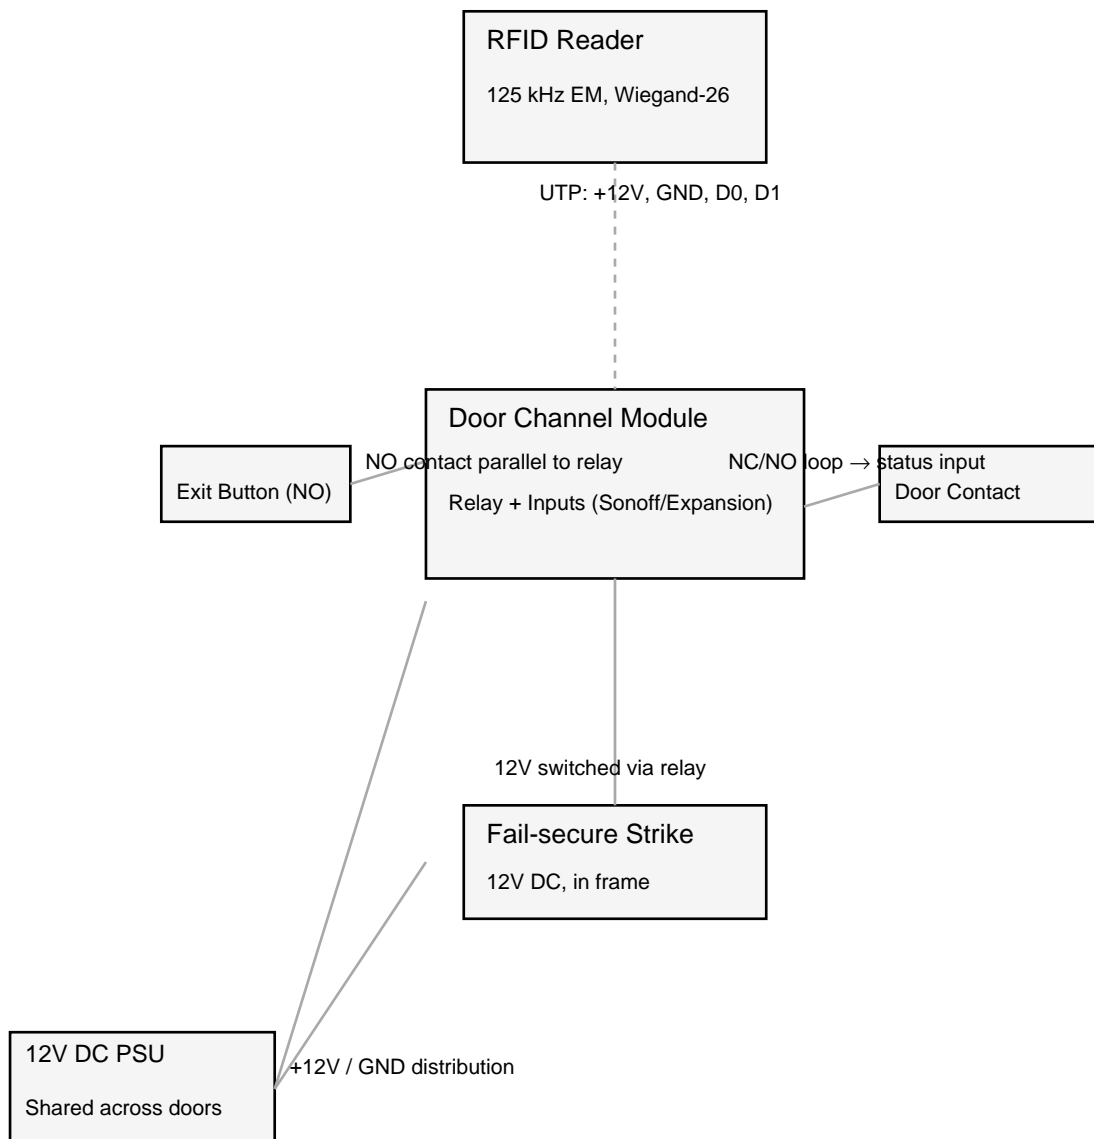 RFID Reader
125 kHz EM, Wiegand-26
UTP: +12V, GND, D0, D1
Door Channel Module
NO contact parallel to relay
NC/NO loop → status input
Exit Button (NO)
Relay + Inputs (Sonoff/Expansion)
Door Contact
12V switched via relay
Fail-secure Strike
12V DC, in frame
12V DC PSU
+12V / GND distribution
Shared across doors